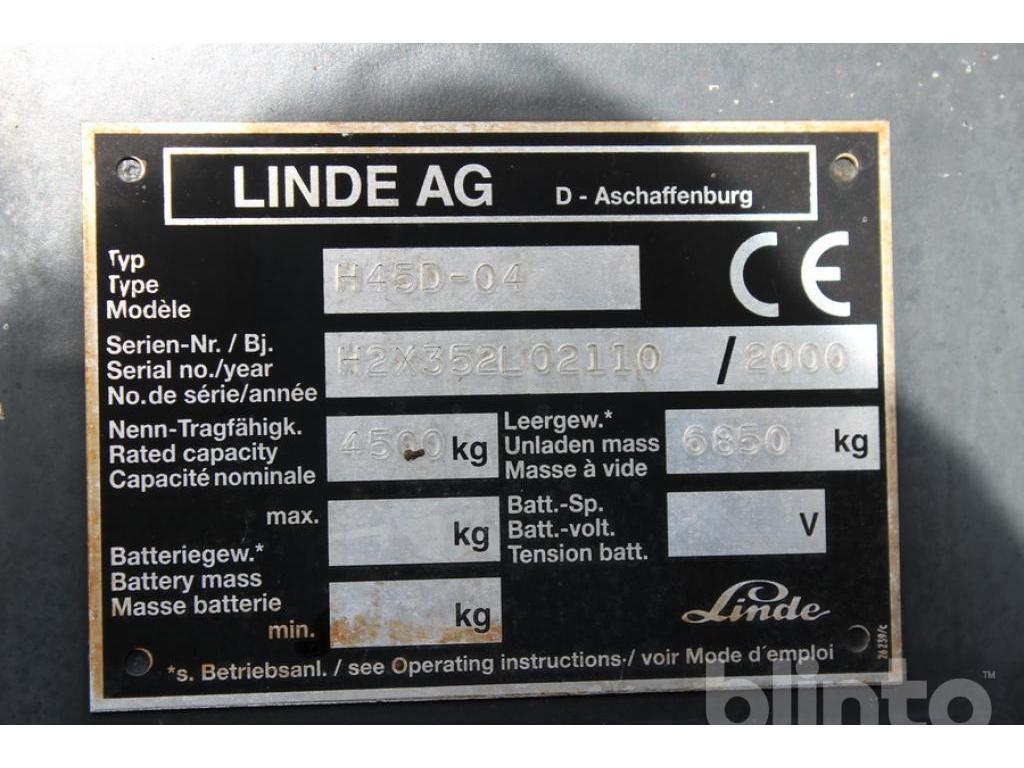 LINDE AG D - Aschaffenburg
Typ
Type
Modèle
H45D-04
CE
Serien-Nr. / Bj.
Serial no./year
No.de série/année
H2X352L02110 / 2000
Nenn-Tragfähigk.
Rated capacity
Capacité nominale
4500 kg
Leergew.*
Unladen mass
Masse à vide
6850 kg
max. kg
Batteriegew.*
Battery mass
Masse batterie
min. kg
Batt.-Sp.
Batt.-volt.
Tension batt.
V
Linde
*s. Betriebsanl. / see Operating instructions / voir Mode d'emploi
26239/c
blinto™